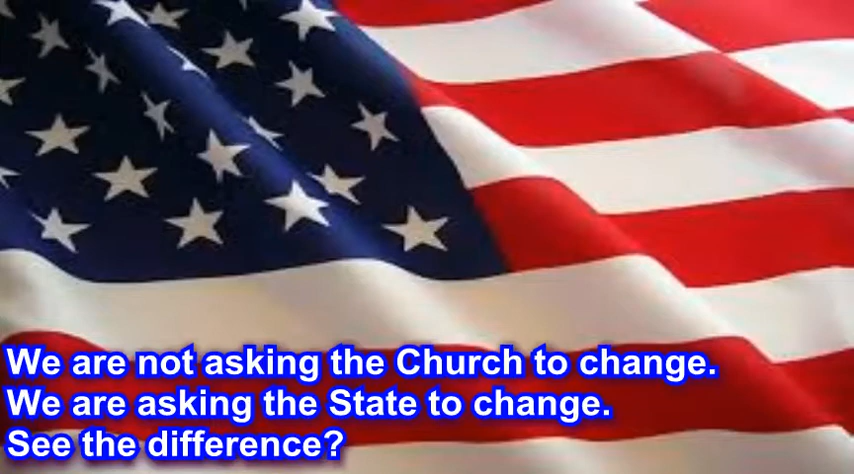 We are not asking the Church to change.
We are asking the State to change.
See the difference?